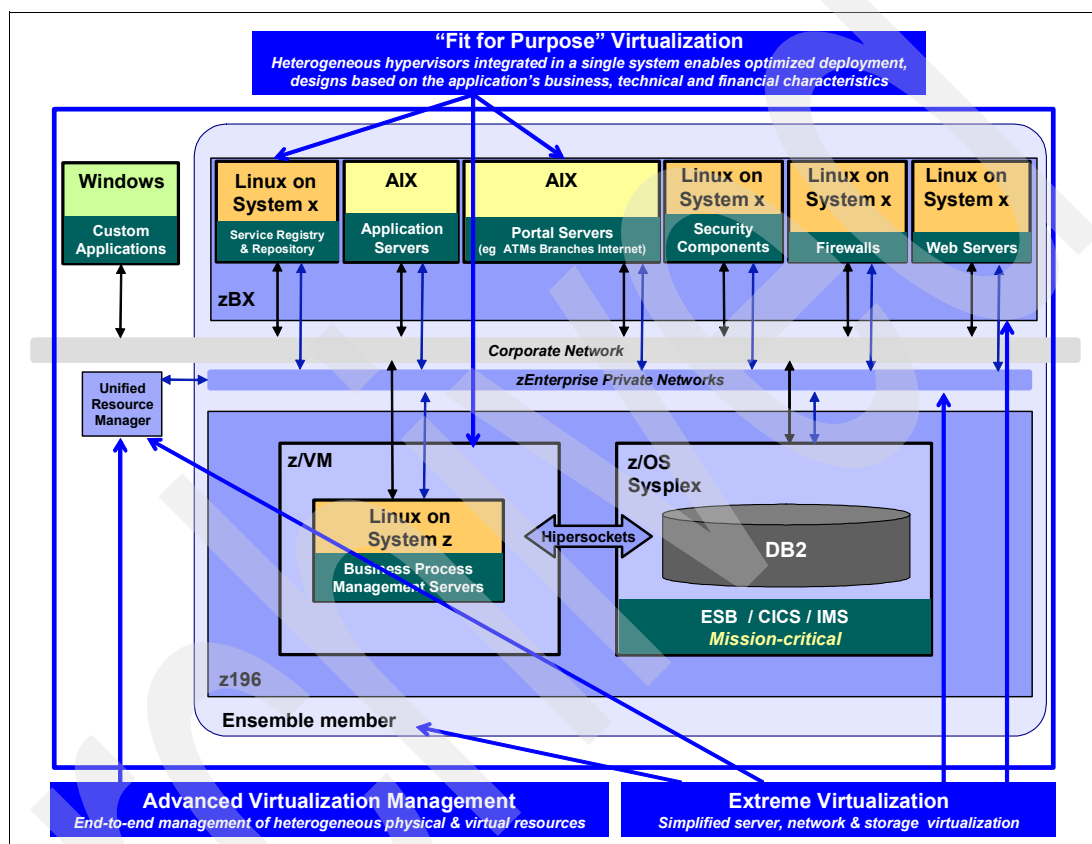 “Fit for Purpose” Virtualization
Heterogeneous hypervisors integrated in a single system enables optimized deployment,
designs based on the application’s business, technical and financial characteristics
Windows
Custom
Applications
Linux on
System x
Service Registry
& Repository
AIX
Application
Servers
AIX
Portal Servers
(eg ATMs Branches Internet)
Linux on
System x
Security
Components
Linux on
System x
Firewalls
Linux on
System x
Web Servers
zBX
Corporate Network
zEnterprise Private Networks
Unified
Resource
Manager
z/VM
Linux on
System z
Business Process
Management Servers
Hipersockets
z/OS
Sysplex
DB2
ESB / CICS / IMS
Mission-critical
z196
Ensemble member
Advanced Virtualization Management
End-to-end management of heterogeneous physical & virtual resources
Extreme Virtualization
Simplified server, network & storage virtualization